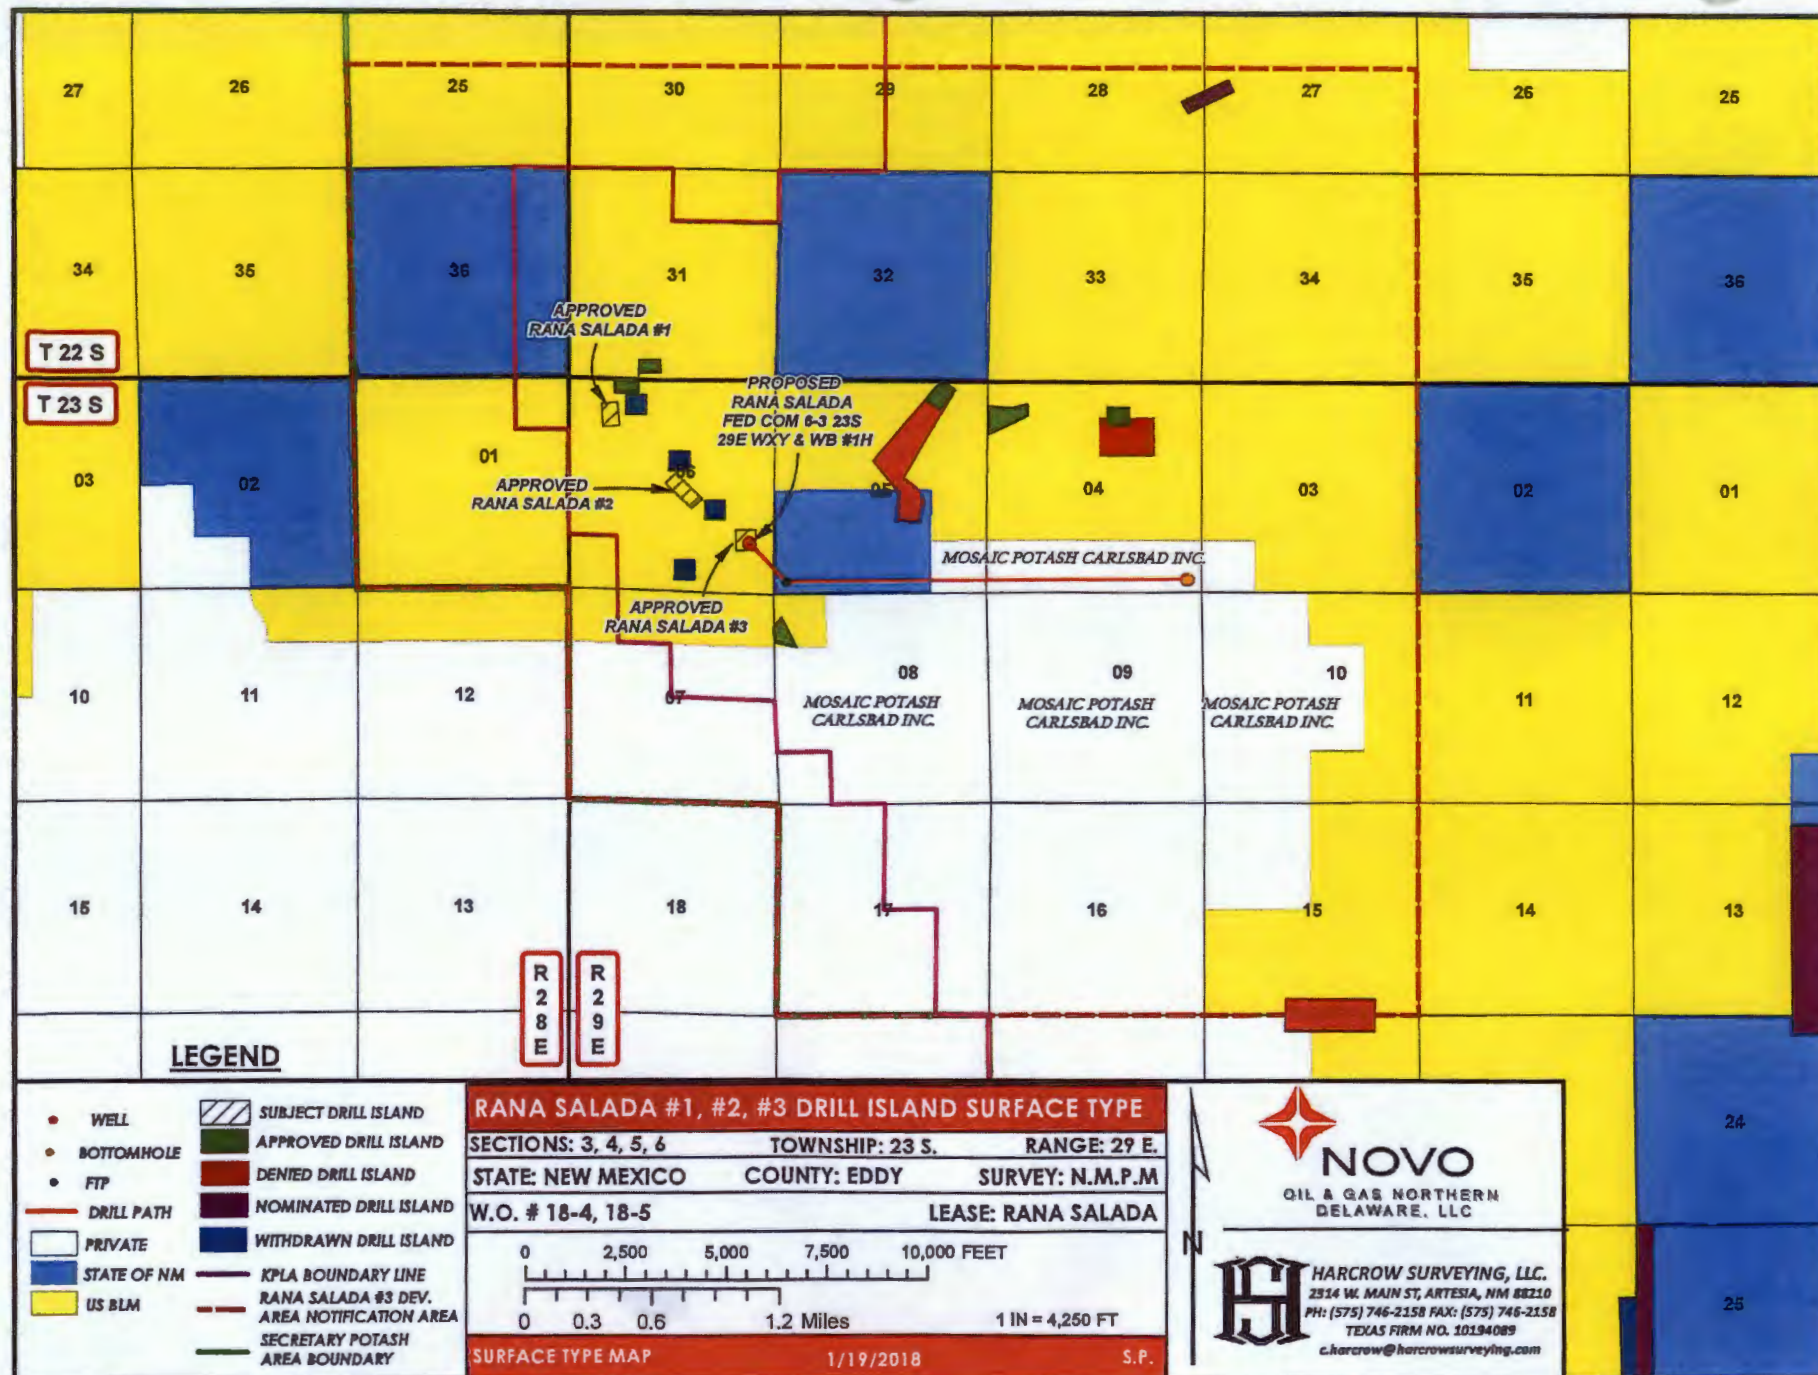 27
26
25
30
29
28
27
26
25
34
35
36
31
32
33
34
35
36
APPROVED
RANA SALADA #1
T 22 S
T 23 S
PROPOSED
RANA SALADA
FED COM 6-3 23S
29E WXY & WB #1H
03
02
01
06
05
04
03
02
01
APPROVED
RANA SALADA #2
MOSAIC POTASH CARLSBAD INC.
APPROVED
RANA SALADA #3
10
11
12
07
08
MOSAIC POTASH
CARLSBAD INC.
09
MOSAIC POTASH
CARLSBAD INC.
10
MOSAIC POTASH
CARLSBAD INC.
11
12
15
14
13
18
17
16
15
14
13
R
2
8
E
R
2
9
E
24
25
LEGEND
WELL
BOTTOMHOLE
FTP
DRILL PATH
PRIVATE
STATE OF NM
US BLM
SUBJECT DRILL ISLAND
APPROVED DRILL ISLAND
DENIED DRILL ISLAND
NOMINATED DRILL ISLAND
WITHDRAWN DRILL ISLAND
KPLA BOUNDARY LINE
RANA SALADA #3 DEV.
AREA NOTIFICATION AREA
SECRETARY POTASH
AREA BOUNDARY
RANA SALADA #1, #2, #3 DRILL ISLAND SURFACE TYPE
SECTIONS: 3, 4, 5, 6 TOWNSHIP: 23 S. RANGE: 29 E.
STATE: NEW MEXICO COUNTY: EDDY SURVEY: N.M.P.M
W.O. # 18-4, 18-5 LEASE: RANA SALADA
0 2,500 5,000 7,500 10,000 FEET
0 0.3 0.6 1.2 Miles 1 IN = 4,250 FT
SURFACE TYPE MAP 1/19/2018 S.P.
N
NOVO
OIL & GAS NORTHERN
DELAWARE, LLC
HS
HARCROW SURVEYING, LLC.
2314 W. MAIN ST, ARTESIA, NM 88210
PH: (575) 746-2158 FAX: (575) 746-2158
TEXAS FIRM NO. 10194089
c.harcrow@harcrowsurveying.com